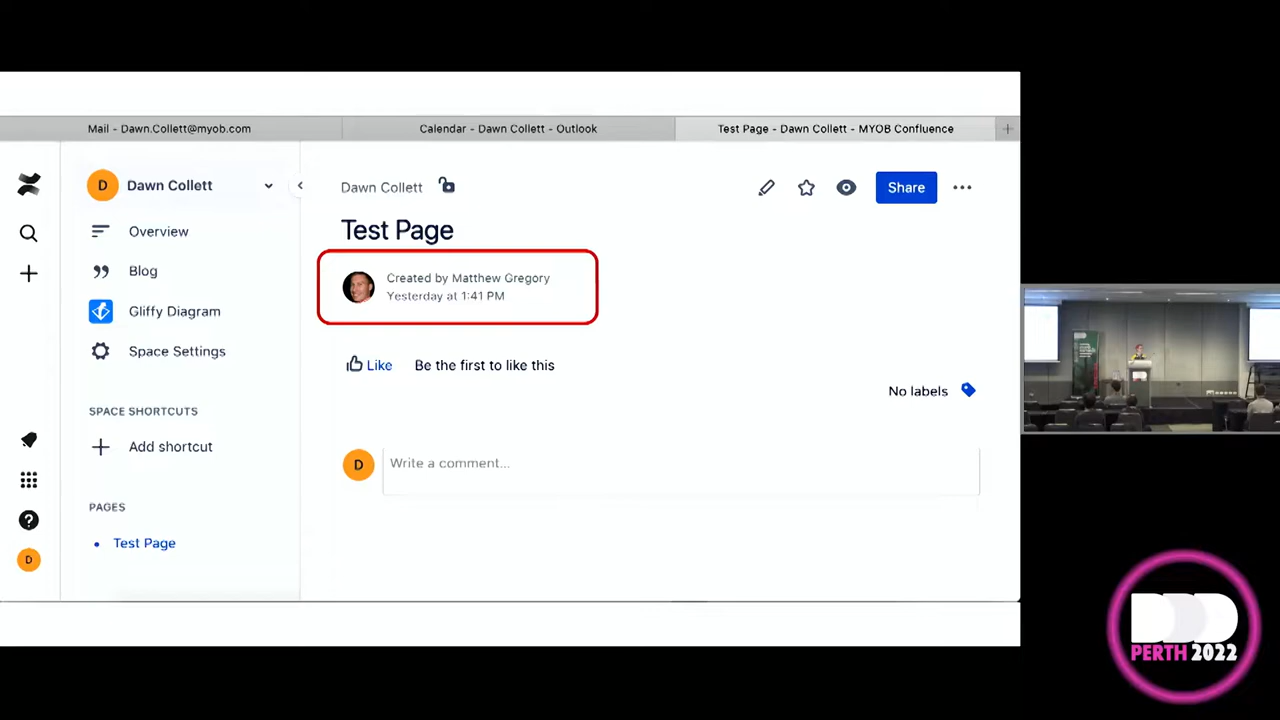 Mail - Dawn.Collett@myob.com
Calendar - Dawn Collett - Outlook
Test Page - Dawn Collett - MYOB Confluence
D
Dawn Collett
Overview
Blog
Gliffy Diagram
Space Settings
SPACE SHORTCUTS
Add shortcut
PAGES
Test Page
D
Dawn Collett
Share
Test Page
Created by Matthew Gregory
Yesterday at 1:41 PM
Like
Be the first to like this
No labels
D
Write a comment...
DDD
PERTH 2022